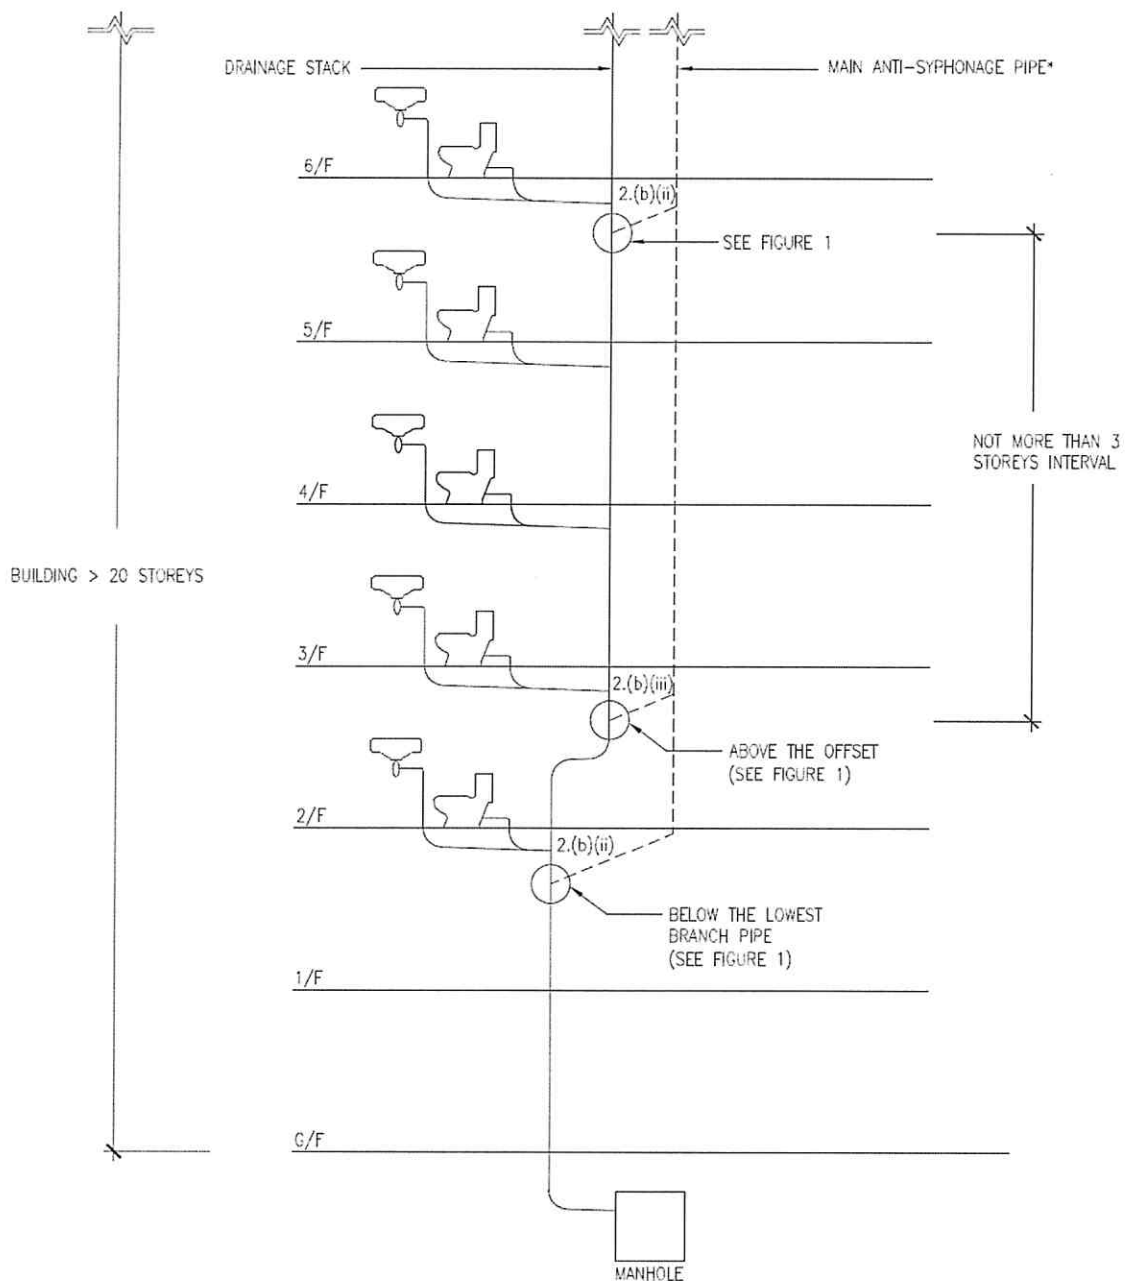 DRAINAGE STACK
MAIN ANTI-SYPHONAGE PIPE*
6/F
2.(b)(ii)
SEE FIGURE 1
5/F
NOT MORE THAN 3
STOREYS INTERVAL
4/F
BUILDING > 20 STOREYS
3/F
2.(b)(iii)
ABOVE THE OFFSET
(SEE FIGURE 1)
2/F
2.(b)(ii)
BELOW THE LOWEST
BRANCH PIPE
(SEE FIGURE 1)
1/F
G/F
MANHOLE